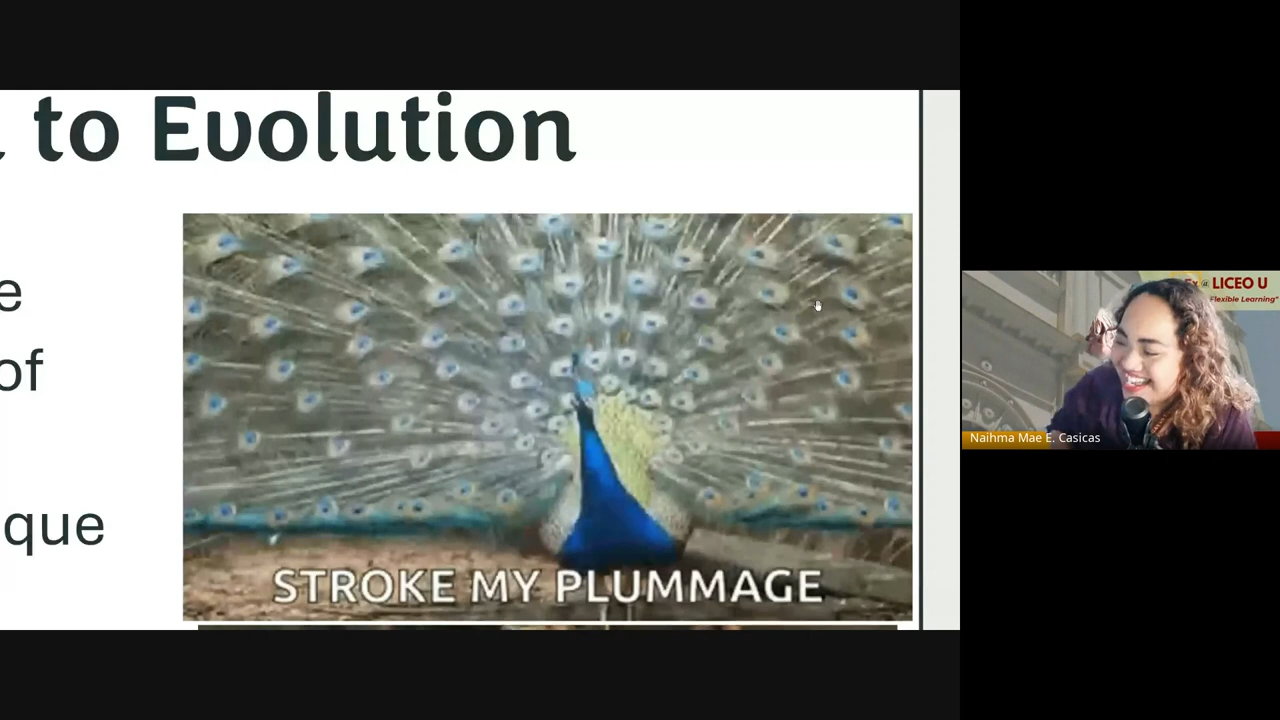 to Evolution
e
of
que
STROKE MY PLUMMAGE
LICEO U
Flexible Learning"
Naihma Mae E. Casicas